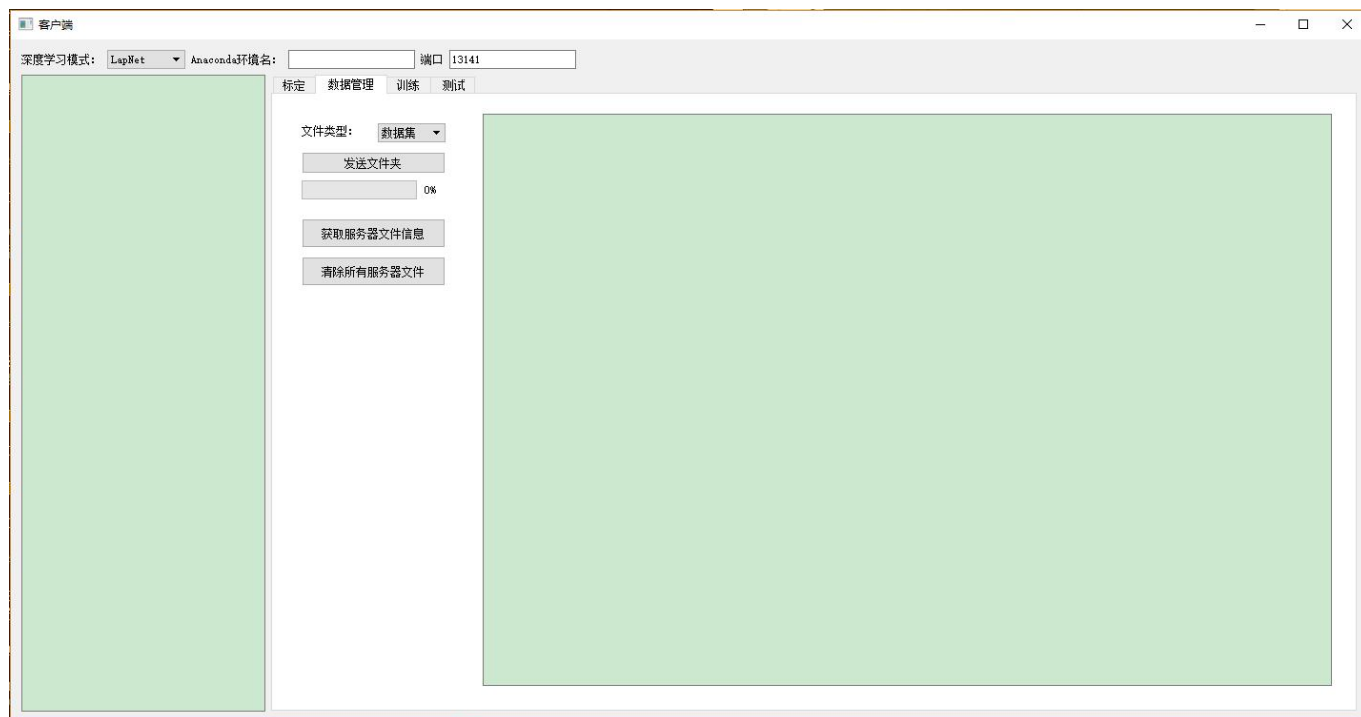 客户端
深度学习模式： LapNet Anaconda环境名： 端口 13141
标定 数据管理 训练 测试
文件类型： 数据集
发送文件夹
0%
获取服务器文件信息
清除所有服务器文件